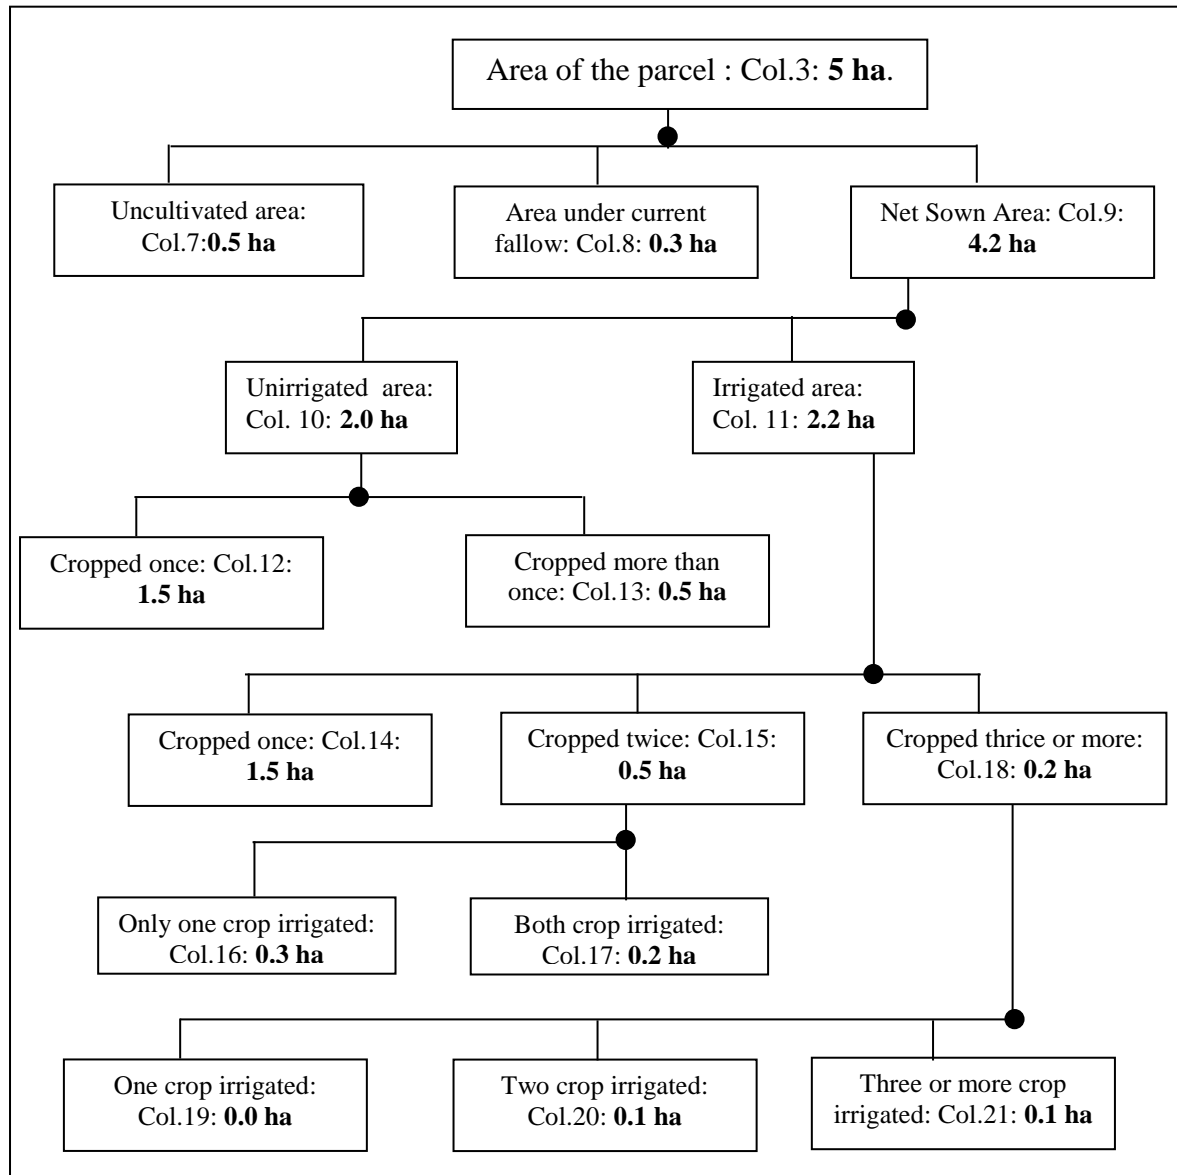 Area of the parcel : Col.3: 5 ha.
Uncultivated area:
Col.7:0.5 ha
Area under current
fallow: Col.8: 0.3 ha
Net Sown Area: Col.9:
4.2 ha
Unirrigated area:
Col. 10: 2.0 ha
Irrigated area:
Col. 11: 2.2 ha
Cropped once: Col.12:
1.5 ha
Cropped more than
once: Col.13: 0.5 ha
Cropped once: Col.14:
1.5 ha
Cropped twice: Col.15:
0.5 ha
Cropped thrice or more:
Col.18: 0.2 ha
Only one crop irrigated:
Col.16: 0.3 ha
Both crop irrigated:
Col.17: 0.2 ha
One crop irrigated:
Col.19: 0.0 ha
Two crop irrigated:
Col.20: 0.1 ha
Three or more crop
irrigated: Col.21: 0.1 ha